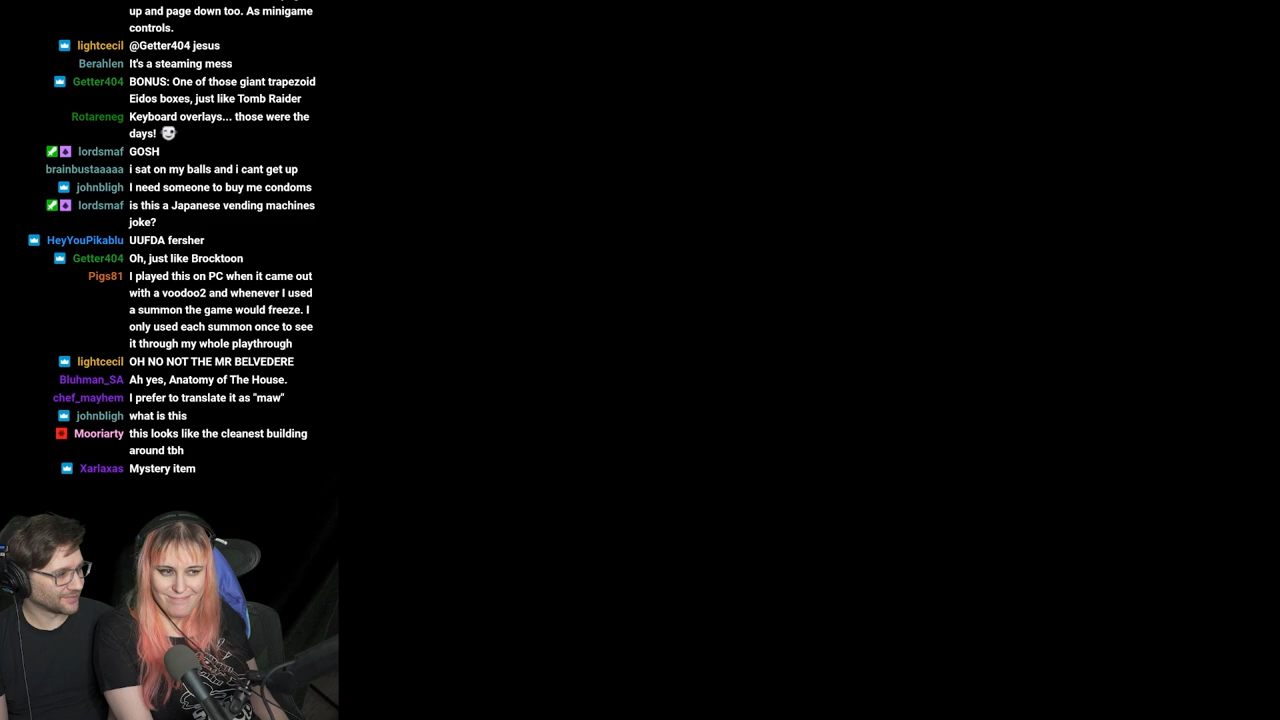 up and page down too. As minigame
controls.
lightcecil @Getter404 jesus
Berahlen It's a steaming mess
Getter404 BONUS: One of those giant trapezoid
Eidos boxes, just like Tomb Raider
Rotareneg Keyboard overlays... those were the
days!
lordsmaf GOSH
brainbustaaaaa i sat on my balls and i cant get up
johnbligh I need someone to buy me condoms
lordsmaf is this a Japanese vending machines
joke?
HeyYouPikablu UUFDA fersher
Getter404 Oh, just like Brocktoon
Pigs81 I played this on PC when it came out
with a voodoo2 and whenever I used
a summon the game would freeze. I
only used each summon once to see
it through my whole playthrough
lightcecil OH NO NOT THE MR BELVEDERE
Bluhman_SA Ah yes, Anatomy of The House.
chef_mayhem I prefer to translate it as "maw"
johnbligh what is this
Mooriarty this looks like the cleanest building
around tbh
Xarlaxas Mystery item